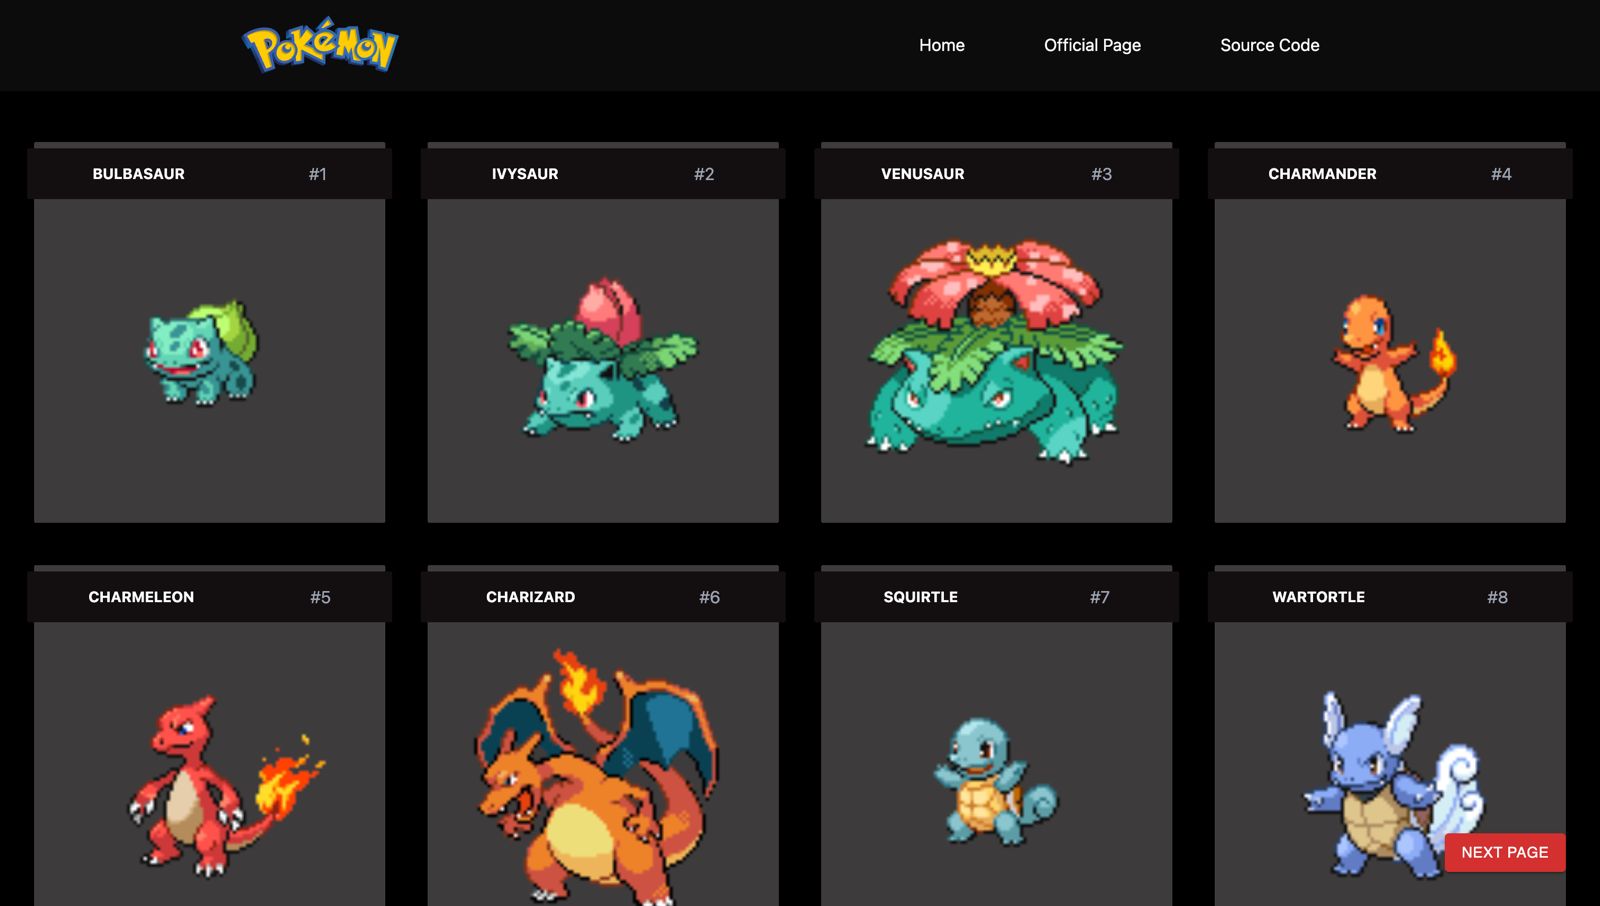 Pokémon
Home Official Page Source Code
BULBASAUR #1
IVYSAUR #2
VENUSAUR #3
CHARMANDER #4
CHARMELEON #5
CHARIZARD #6
SQUIRTLE #7
WARTORTLE #8
NEXT PAGE